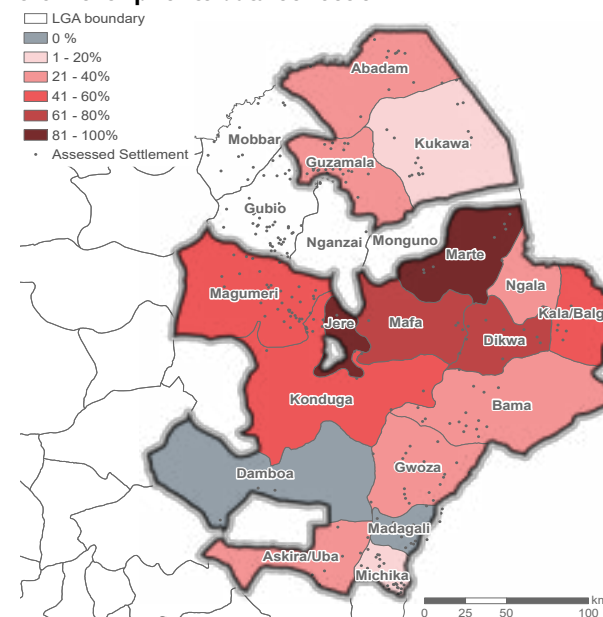 LGA boundary
0 %
1 - 20%
21 - 40%
41 - 60%
61 - 80%
81 - 100%
Assessed Settlement
Abadam
Mobbar
Kukawa
Guzamala
Gubio
Nganzai
Monguno
Marte
Ngala
Magumeri
Kala/Balg
Jere
Mafa
Dikwa
Konduga
Bama
Gwoza
Damboa
Madagali
Askira/Uba
Michika
km
0 25 50 100